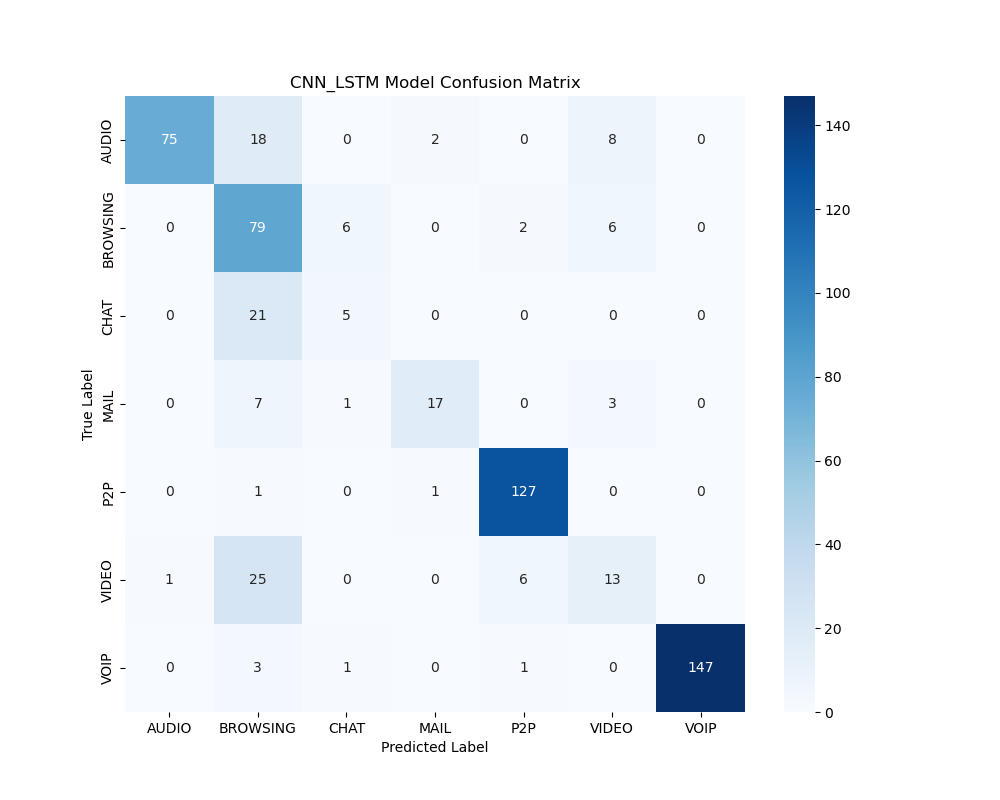 CNN_LSTM Model Confusion Matrix
True Label
AUDIO 75 18 0 2 0 8 0
BROWSING 0 79 6 0 2 6 0
CHAT 0 21 5 0 0 0 0
MAIL 0 7 1 17 0 3 0
P2P 0 1 0 1 127 0 0
VIDEO 1 25 0 0 6 13 0
VOIP 0 3 1 0 1 0 147
AUDIO BROWSING CHAT MAIL P2P VIDEO VOIP
Predicted Label
140
120
100
80
60
40
20
0